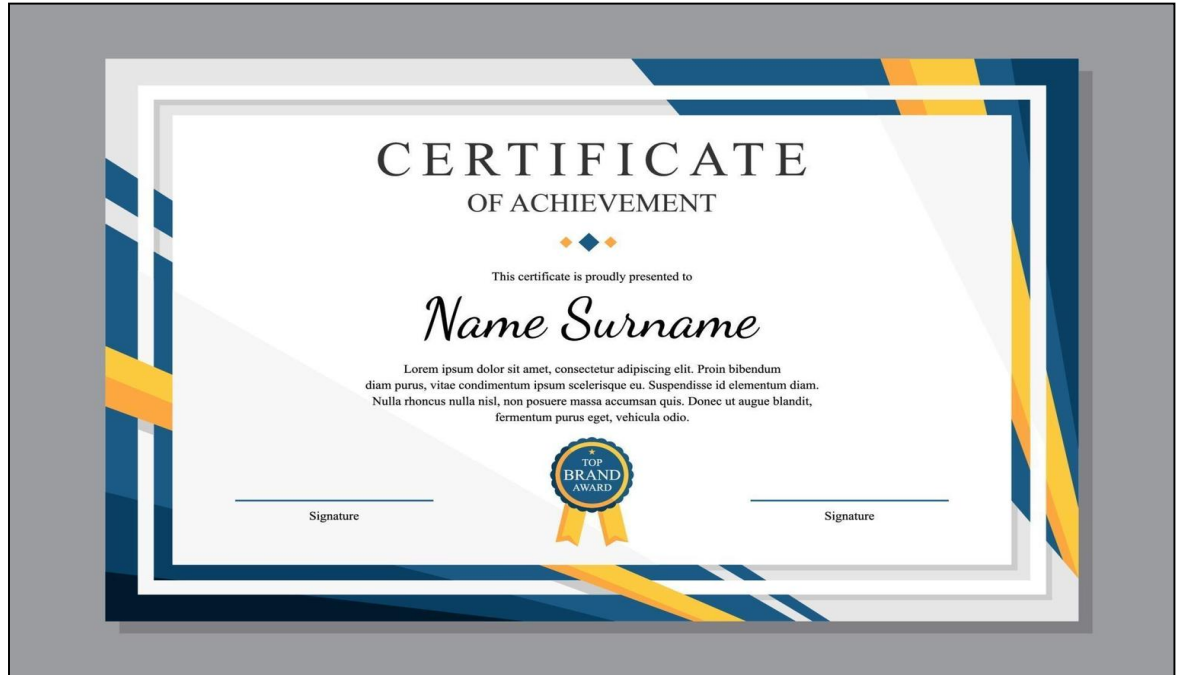 CERTIFICATE
OF ACHIEVEMENT
This certificate is proudly presented to
Name Surname
Lorem ipsum dolor sit amet, consectetur adipiscing elit. Proin bibendum
diam purus, vitae condimentum ipsum scelerisque eu. Suspendisse id elementum diam.
Nulla rhoncus nulla nisl, non posuere massa accumsan quis. Donec ut augue blandit,
fermentum purus eget, vehicula odio.
TOP
BRAND
AWARD
Signature
Signature